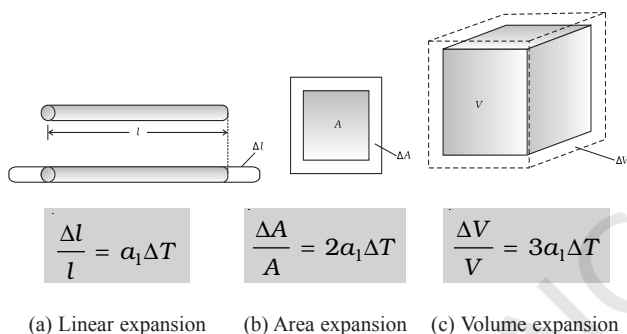 l
Δl
A
ΔA
V
ΔV
Δl/l = a₁ΔT
ΔA/A = 2a₁ΔT
ΔV/V = 3a₁ΔT
(a) Linear expansion (b) Area expansion (c) Volume expansion